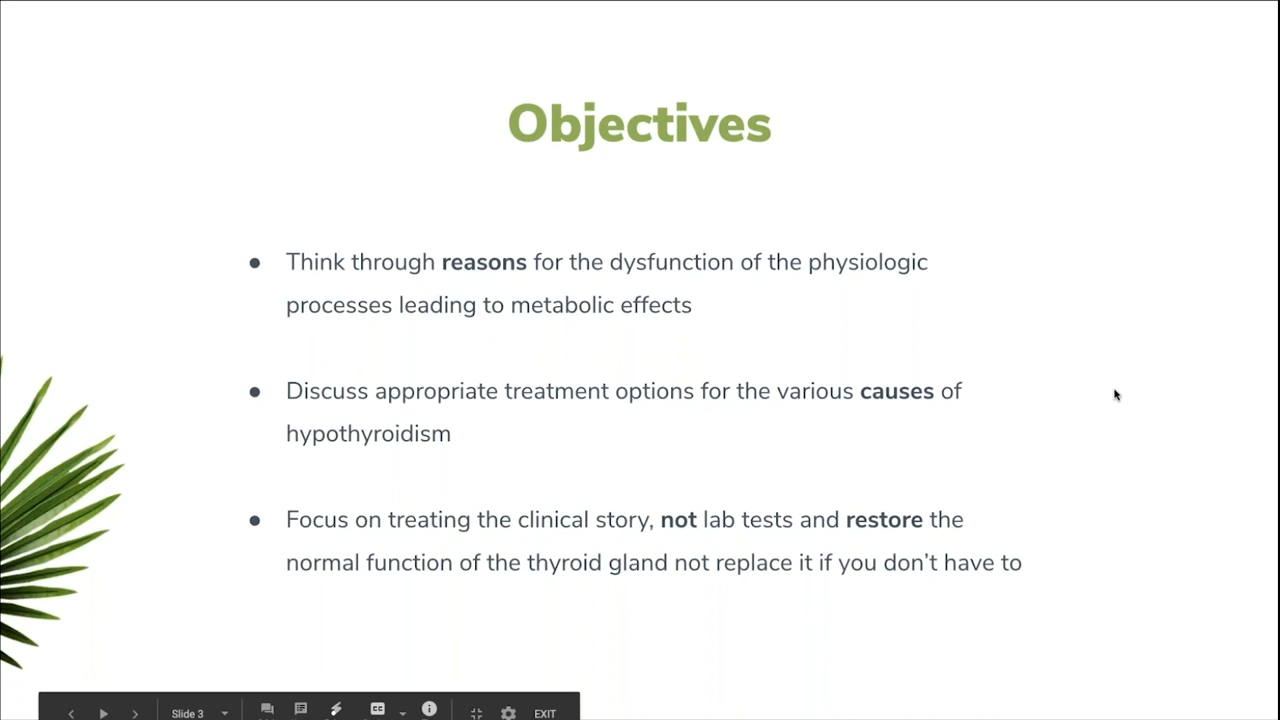 Objectives
● Think through reasons for the dysfunction of the physiologic
processes leading to metabolic effects
● Discuss appropriate treatment options for the various causes of
hypothyroidism
● Focus on treating the clinical story, not lab tests and restore the
normal function of the thyroid gland not replace it if you don’t have to
Slide 3 CC EXIT